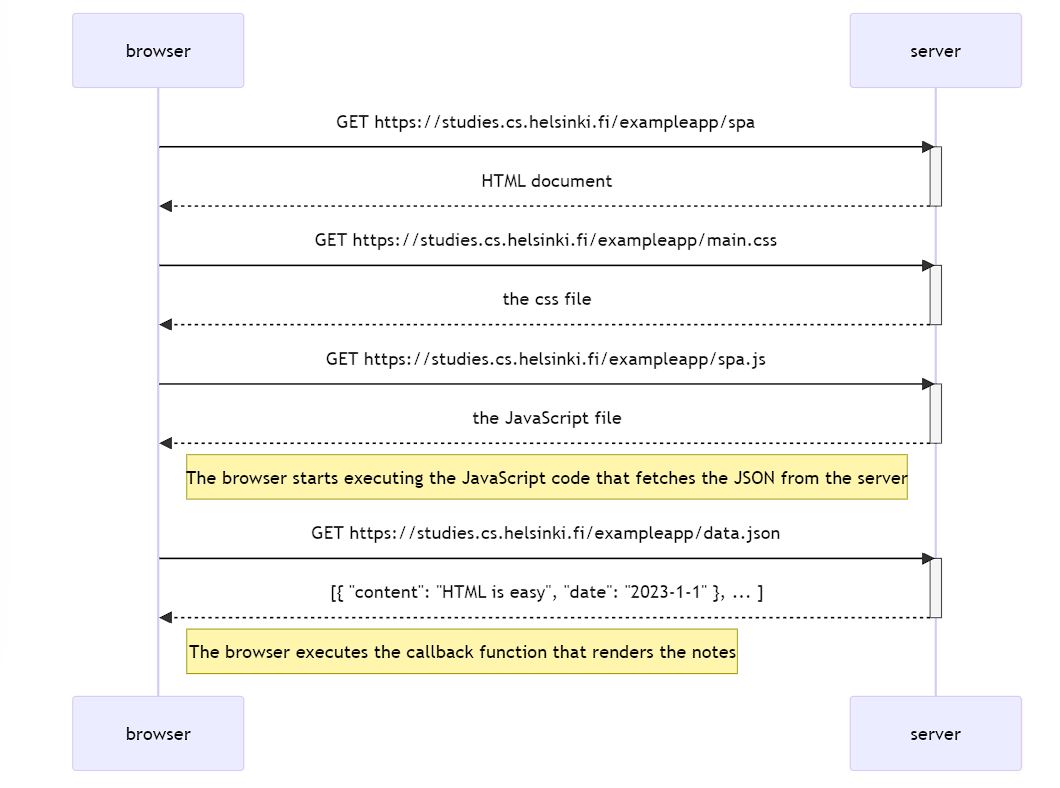 browser
server
GET https://studies.cs.helsinki.fi/exampleapp/spa
HTML document
GET https://studies.cs.helsinki.fi/exampleapp/main.css
the css file
GET https://studies.cs.helsinki.fi/exampleapp/spa.js
the JavaScript file
The browser starts executing the JavaScript code that fetches the JSON from the server
GET https://studies.cs.helsinki.fi/exampleapp/data.json
[{ "content": "HTML is easy", "date": "2023-1-1" }, ... ]
The browser executes the callback function that renders the notes
browser
server